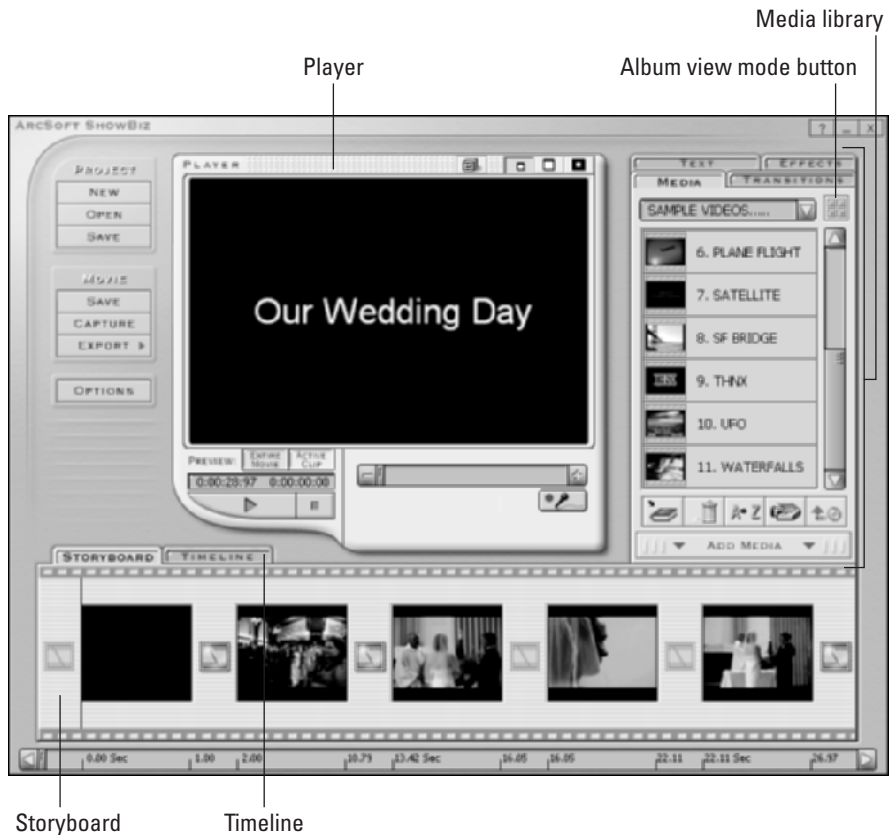 Media library
Player
Album view mode button
ArcSoft ShowBiz
? _ X
Project
New
Open
Save
Movie
Save
Capture
Export
Options
Player
Our Wedding Day
Preview: Entire Movie Active Clip
0:00:28:97 0:00:00:00
Text Effects
Media Transitions
SAMPLE VIDEOS.....
6. PLANE FLIGHT
7. SATELLITE
8. SF BRIDGE
9. THNX
10. UFO
11. WATERFALLS
A Z
Add Media
Storyboard Timeline
0.00 Sec 1.00 2.00 10.79 13.42 Sec 16.05 16.05 22.11 22.11 Sec 26.97
Storyboard
Timeline